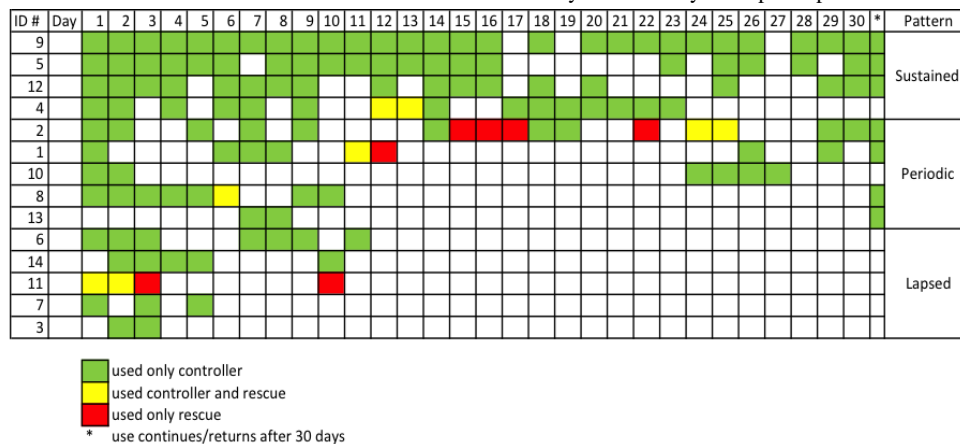 ID # Day 1 2 3 4 5 6 7 8 9 10 11 12 13 14 15 16 17 18 19 20 21 22 23 24 25 26 27 28 29 30 * Pattern
9
5
Sustained
12
4
2
1
10
Periodic
8
13
6
14
11
Lapsed
7
3
used only controller
used controller and rescue
used only rescue
* use continues/returns after 30 days